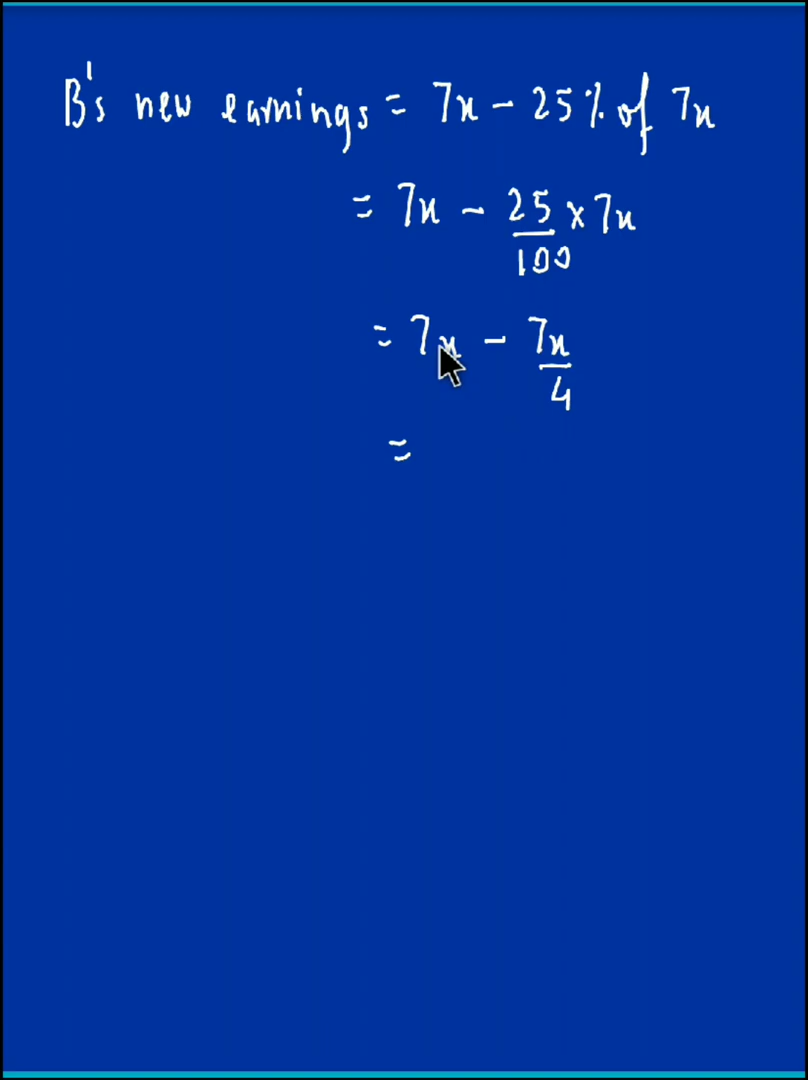 B's new earnings = 7x - 25% of 7x
= 7x - 25/100 × 7x
= 7x - 7x/4
=